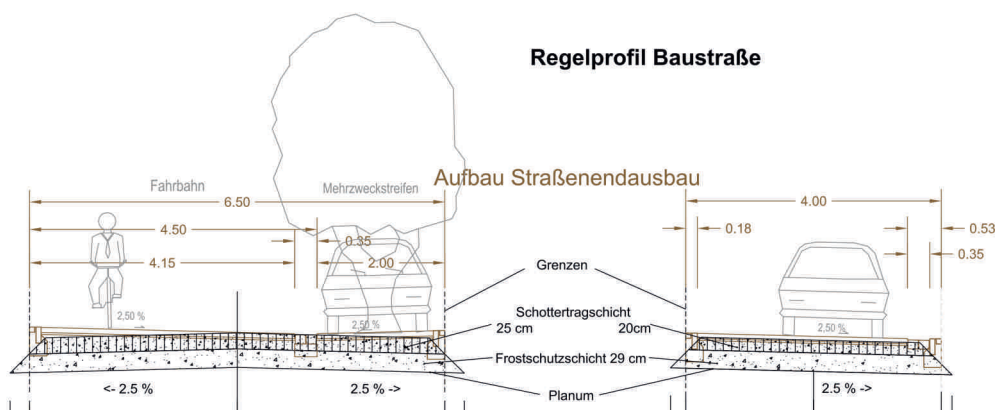 Regelprofil Baustraße
Aufbau Straßenendausbau
Fahrbahn
Mehrzweckstreifen
6.50
4.00
4.50
0.35
0.18
0.53
4.15
2.00
0.35
Grenzen
2,50 %
2,50 %
2,50 %
Schottertragschicht
25 cm
20cm
Frostschutzschicht 29 cm
<- 2.5 %
2.5 % ->
Planum
2.5 % ->